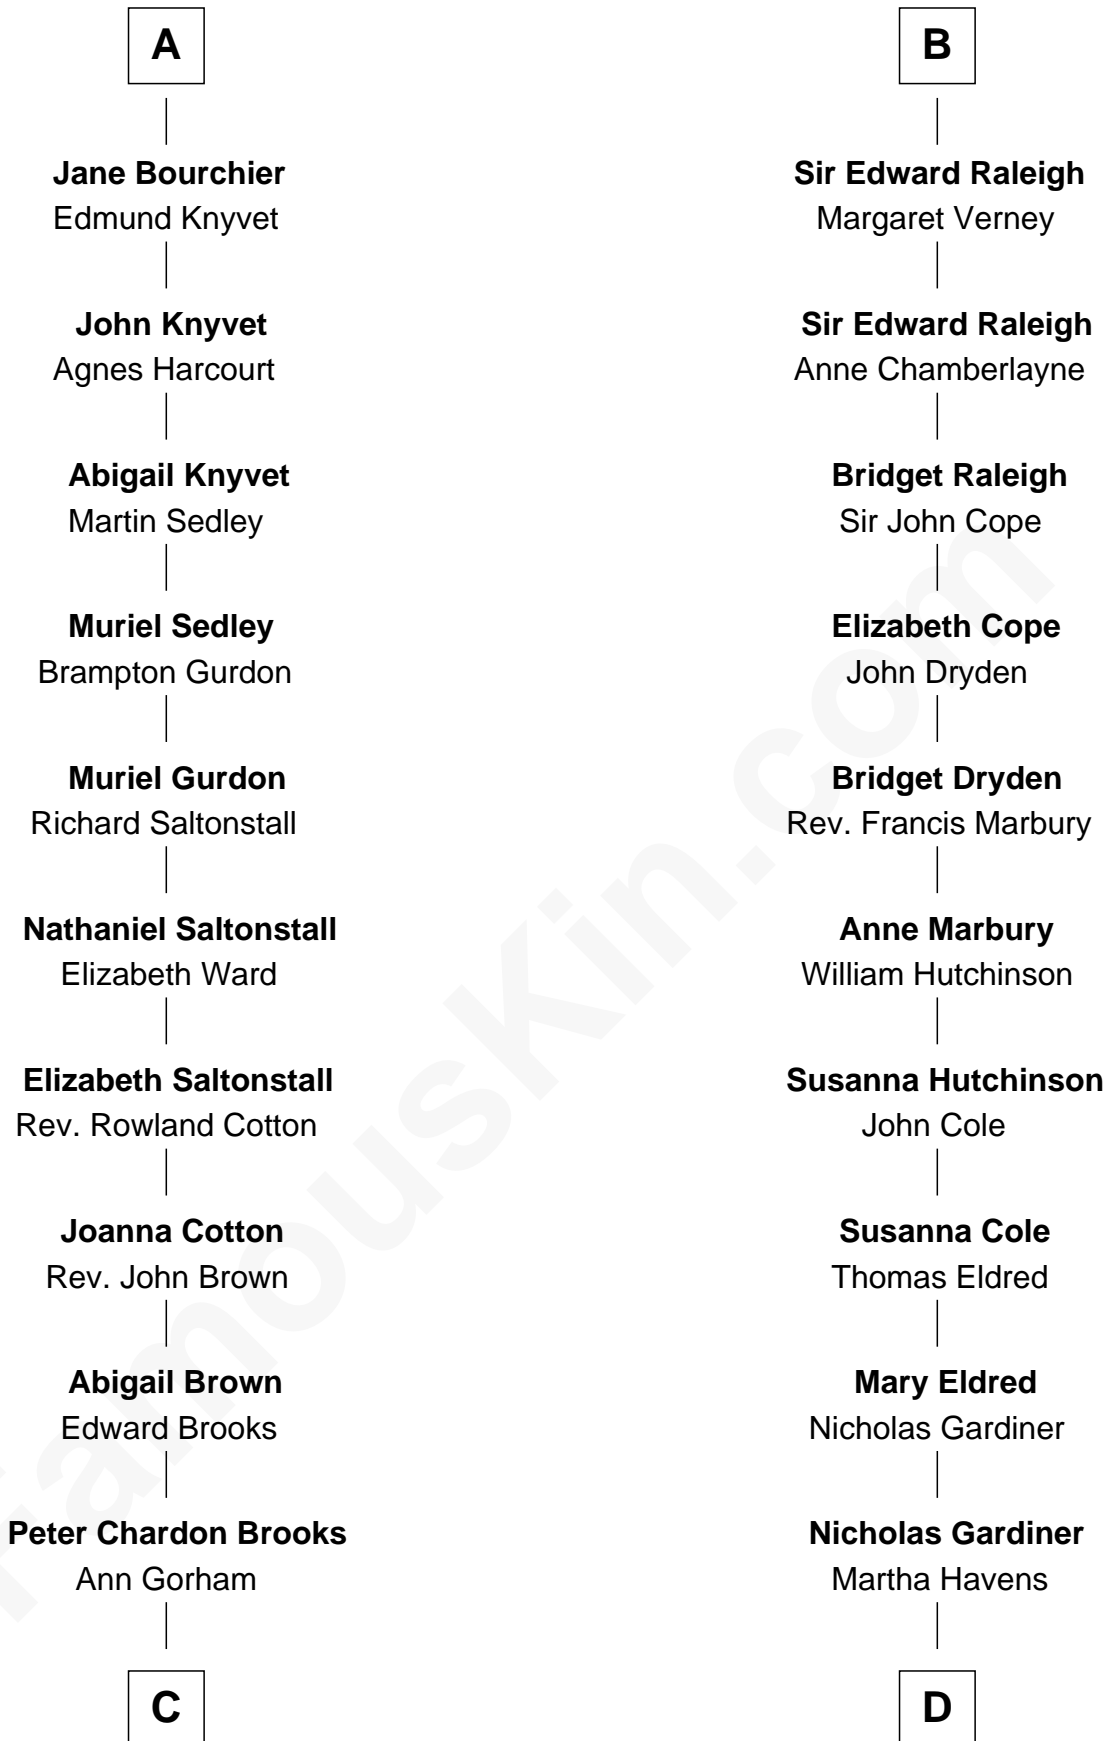 A
Jane Bourchier
Edmund Knyvet
John Knyvet
Agnes Harcourt
Abigail Knyvet
Martin Sedley
Muriel Sedley
Brampton Gurdon
Muriel Gurdon
Richard Saltonstall
Nathaniel Saltonstall
Elizabeth Ward
Elizabeth Saltonstall
Rev. Rowland Cotton
Joanna Cotton
Rev. John Brown
Abigail Brown
Edward Brooks
Peter Chardon Brooks
Ann Gorham
C
B
Sir Edward Raleigh
Margaret Verney
Sir Edward Raleigh
Anne Chamberlayne
Bridget Raleigh
Sir John Cope
Elizabeth Cope
John Dryden
Bridget Dryden
Rev. Francis Marbury
Anne Marbury
William Hutchinson
Susanna Hutchinson
John Cole
Susanna Cole
Thomas Eldred
Mary Eldred
Nicholas Gardiner
Nicholas Gardiner
Martha Havens
D
FamousKin.com